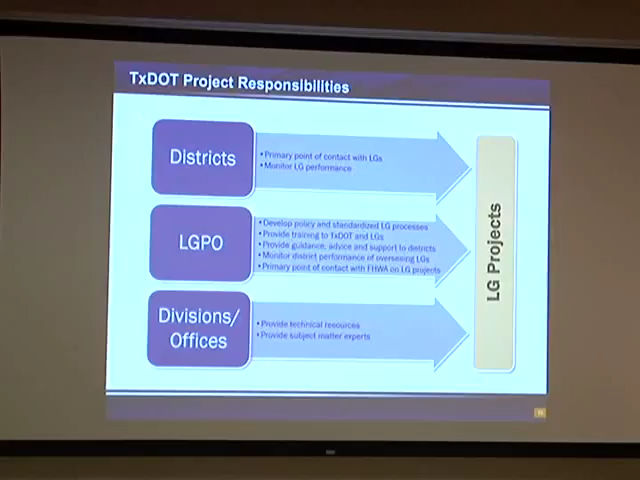 TxDOT Project Responsibilities
Districts
• Primary point of contact with LGs
• Monitor LG performance
LGPO
• Develop policy and standardized LG processes
• Provide training to TxDOT and LGs
• Provide guidance, advice and support to districts
• Monitor district performance of overseeing LGs
• Primary point of contact with FHWA on LG projects
Divisions/
Offices
• Provide technical resources
• Provide subject matter experts
LG Projects